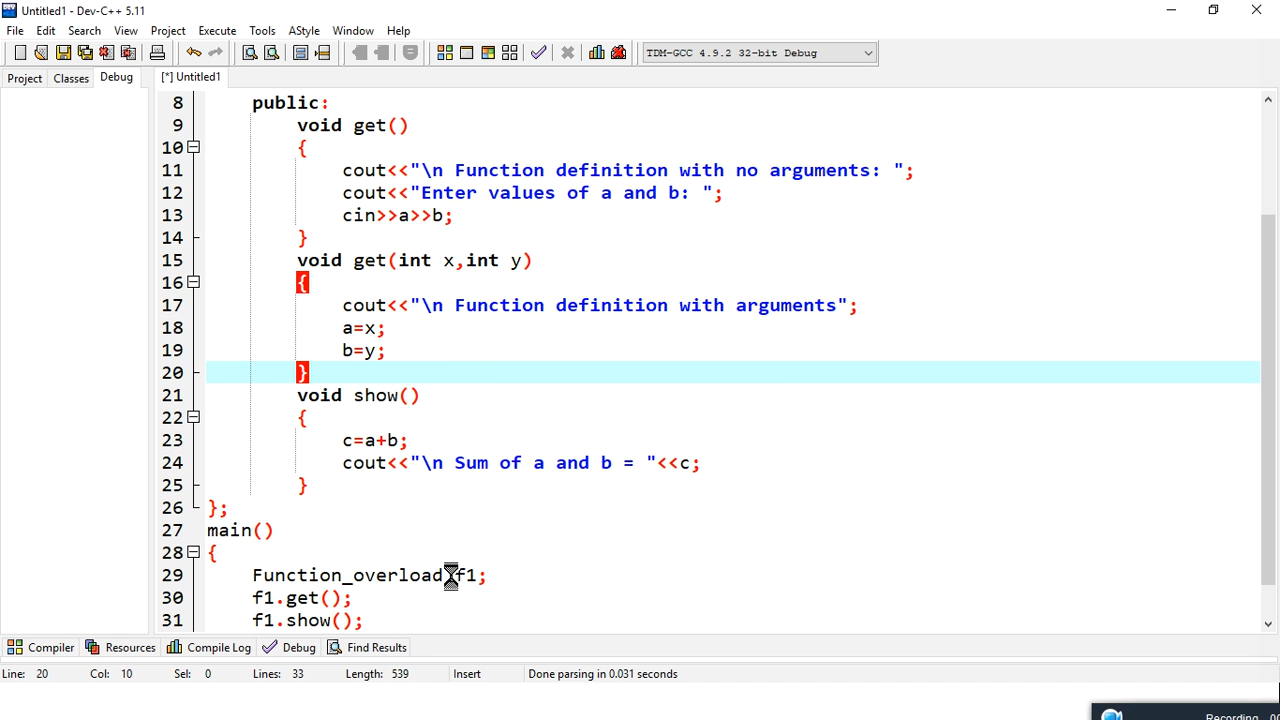 Untitled1 - Dev-C++ 5.11
File Edit Search View Project Execute Tools AStyle Window Help
TDM-GCC 4.9.2 32-bit Debug
Project Classes Debug [*] Untitled1
8 public:
9 void get()
10 {
11 cout<<"\n Function definition with no arguments: ";
12 cout<<"Enter values of a and b: ";
13 cin>>a>>b;
14 }
15 void get(int x,int y)
16 {
17 cout<<"\n Function definition with arguments";
18 a=x;
19 b=y;
20 }
21 void show()
22 {
23 c=a+b;
24 cout<<"\n Sum of a and b = "<<c;
25 }
26 };
27 main()
28 {
29 Function_overload f1;
30 f1.get();
31 f1.show();
Compiler Resources Compile Log Debug Find Results
Line: 20 Col: 10 Sel: 0 Lines: 33 Length: 539 Insert Done parsing in 0.031 seconds
Recording